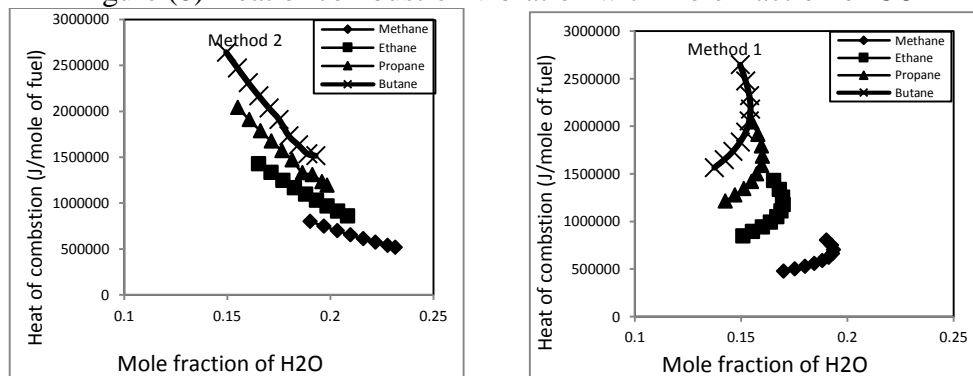 Method 2
Methane
Ethane
Propane
Butane
3000000
2500000
2000000
1500000
1000000
500000
0
0.1 0.15 0.2 0.25
Heat of combstion (J/mole of fuel)
Mole fraction of H2O
Method 1
Methane
Ethane
Propane
Butane
3000000
2500000
2000000
1500000
1000000
500000
0
0.1 0.15 0.2 0.25
Heat of combstion (J/mole of fuel)
Mole fraction of H2O